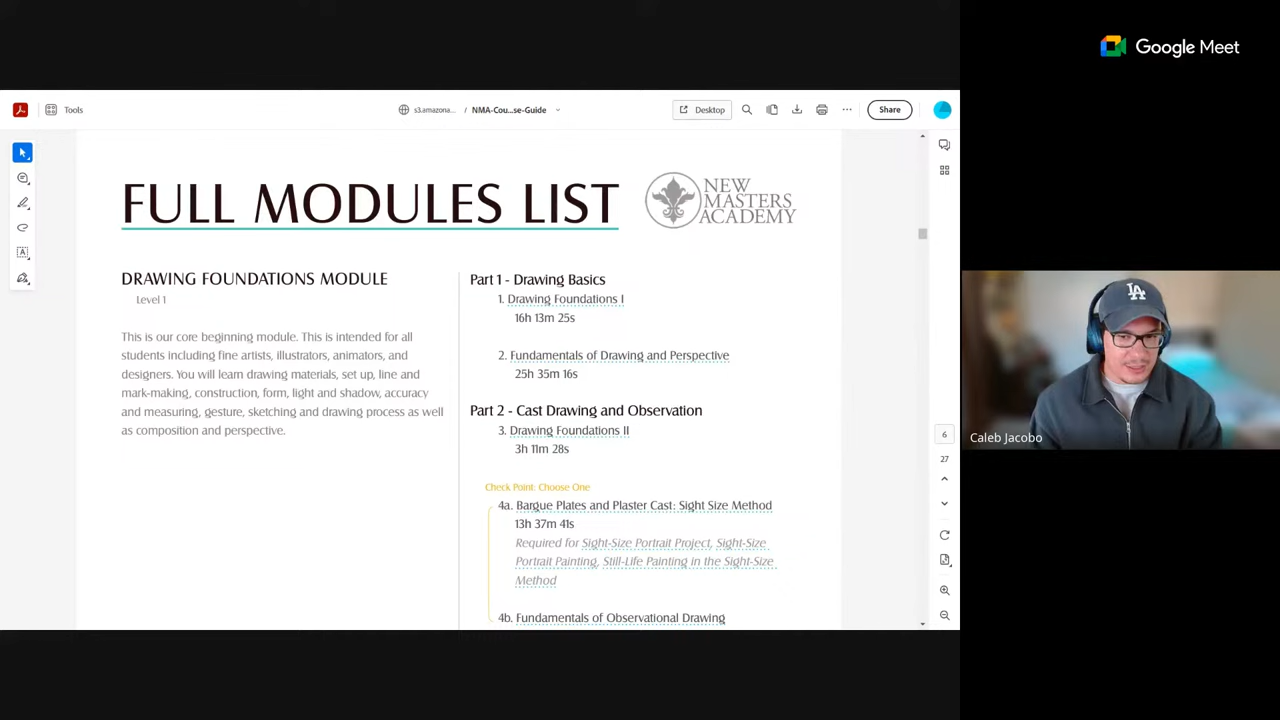 Google Meet
Tools
s3.amazona... / NMA-Cou...se-Guide
Desktop
Share
FULL MODULES LIST
NEW
MASTERS
ACADEMY
DRAWING FOUNDATIONS MODULE
Level 1
This is our core beginning module. This is intended for all
students including fine artists, illustrators, animators, and
designers. You will learn drawing materials, set up, line and
mark-making, construction, form, light and shadow, accuracy
and measuring, gesture, sketching and drawing process as well
as composition and perspective.
Part 1 - Drawing Basics
1. Drawing Foundations I
16h 13m 25s
2. Fundamentals of Drawing and Perspective
25h 35m 16s
Part 2 - Cast Drawing and Observation
3. Drawing Foundations II
3h 11m 28s
Check Point: Choose One
4a. Bargue Plates and Plaster Cast: Sight Size Method
13h 37m 41s
Required for Sight-Size Portrait Project, Sight-Size
Portrait Painting, Still-Life Painting in the Sight-Size
Method
4b. Fundamentals of Observational Drawing
6
27
LA
Caleb Jacobo